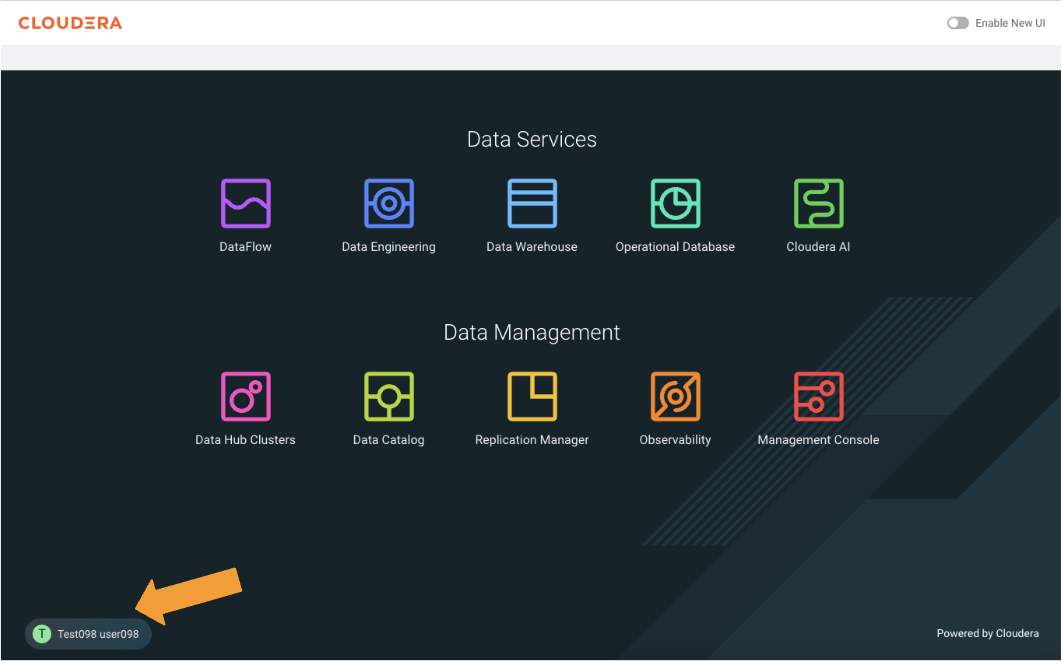 CLOUDERA
Enable New UI
Data Services
DataFlow
Data Engineering
Data Warehouse
Operational Database
Cloudera AI
Data Management
Data Hub Clusters
Data Catalog
Replication Manager
Observability
Management Console
T Test098 user098
Powered by Cloudera